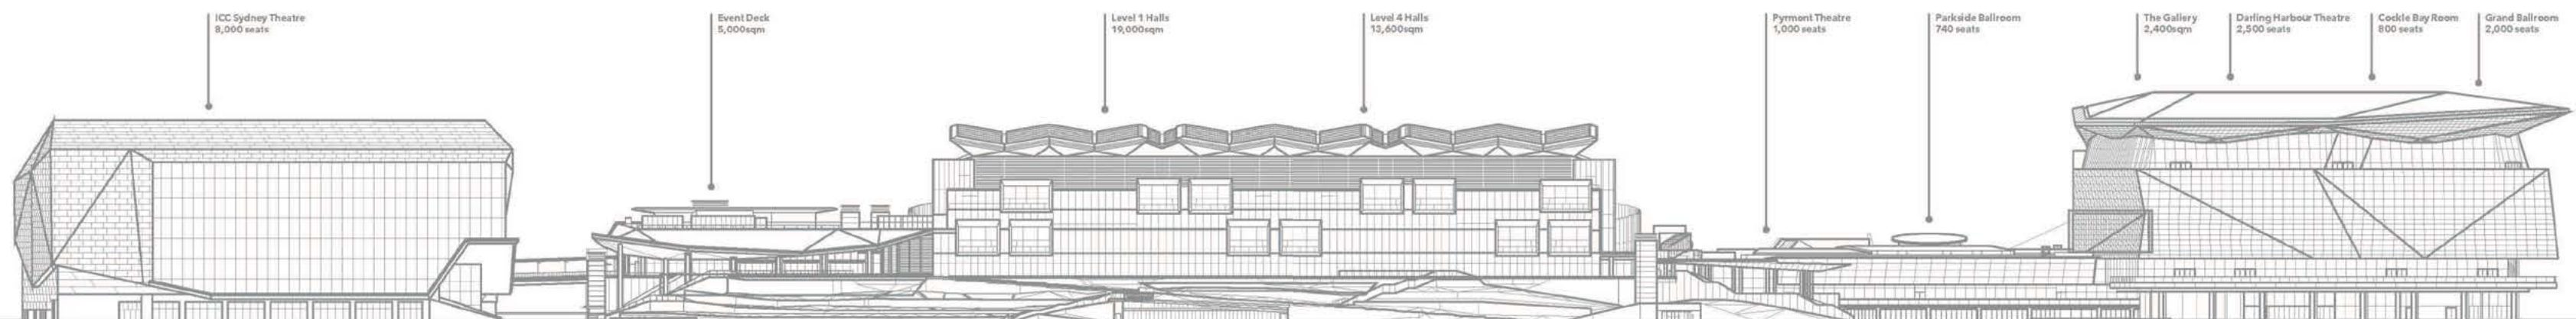 ICC Sydney Theatre
8,000 seats
Event Deck
5,000sqm
Level 1 Halls
19,000sqm
Level 4 Halls
13,600sqm
Pyrmont Theatre
1,000 seats
Parkside Ballroom
740 seats
The Gallery
2,400sqm
Darling Harbour Theatre
2,500 seats
Cockle Bay Room
800 seats
Grand Ballroom
2,000 seats